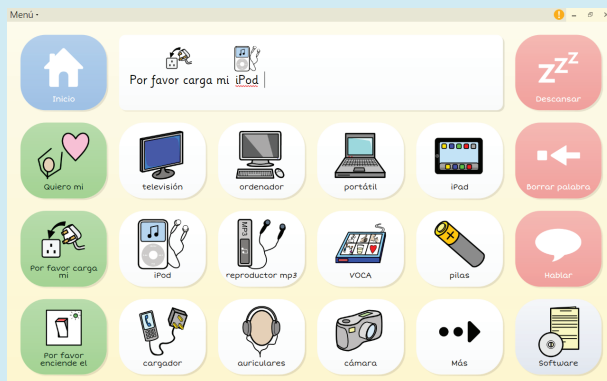 Menú
Por favor carga mi iPod
Inicio
Descansar
Quiero mi
televisión
ordenador
portátil
iPad
Borrar palabra
Por favor carga
mi
iPod
MP3
reproductor mp3
VOCA
pilas
Hablar
Por favor
enciende el
cargador
auriculares
cámara
Más
Software